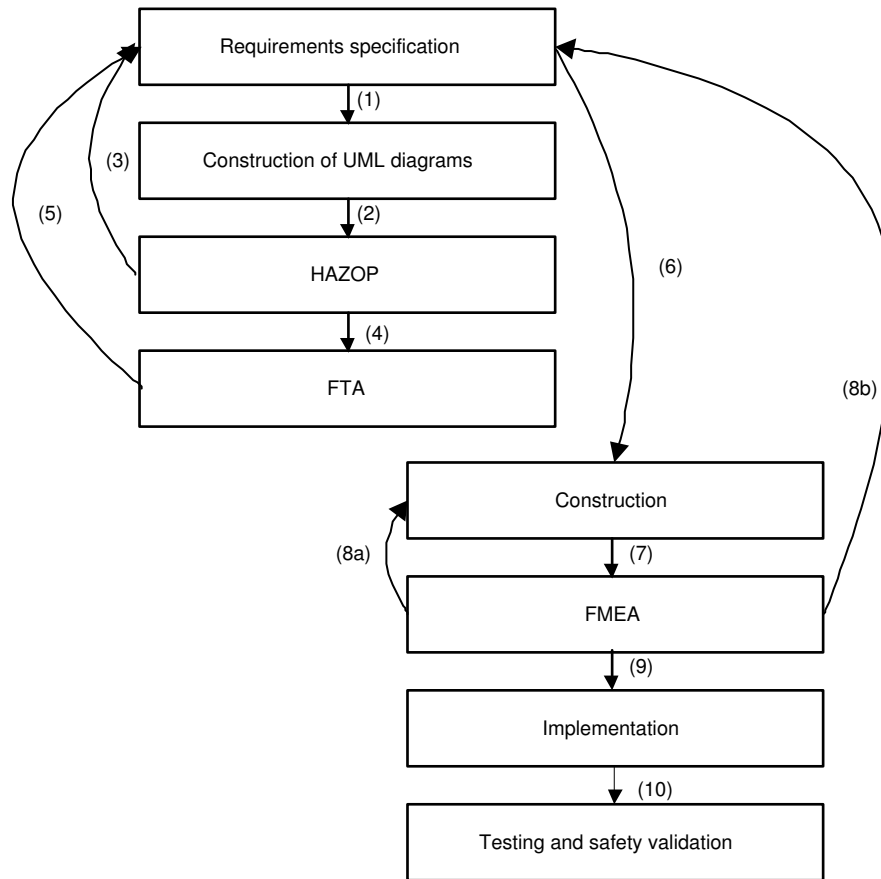 Requirements specification
(1)
Construction of UML diagrams
(3)
(2)
(5)
HAZOP
(6)
(4)
FTA
(8b)
Construction
(8a)
(7)
FMEA
(9)
Implementation
(10)
Testing and safety validation